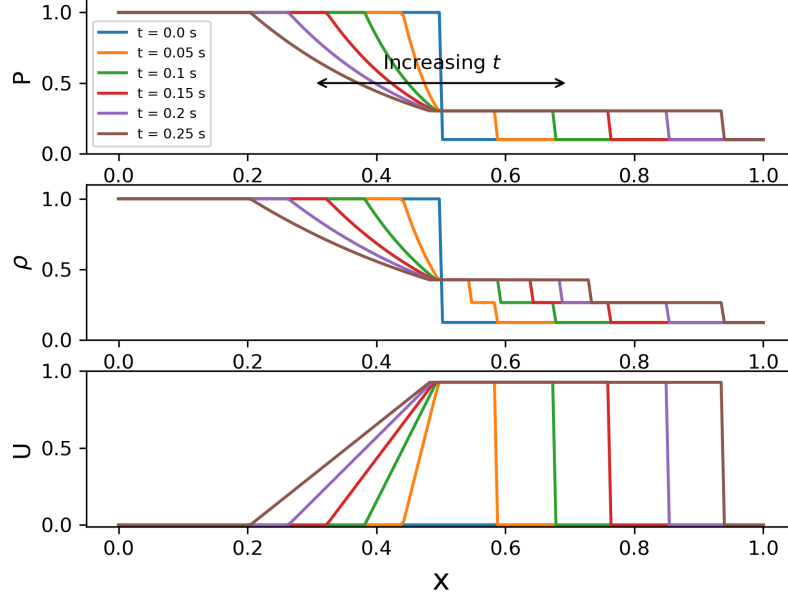 P
1.0
0.5
0.0
t = 0.0 s
t = 0.05 s
t = 0.1 s
t = 0.15 s
t = 0.2 s
t = 0.25 s
Increasing t
0.0 0.2 0.4 0.6 0.8 1.0
ρ
1.0
0.5
0.0
0.0 0.2 0.4 0.6 0.8 1.0
U
1.0
0.5
0.0
0.0 0.2 0.4 0.6 0.8 1.0
x